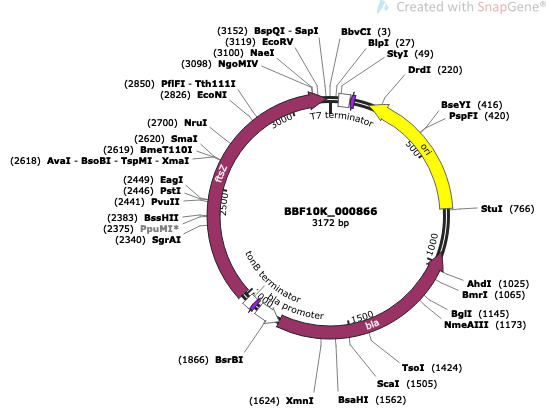 Created with SnapGene®
(3152) BspQI - SapI
(3119) EcoRV
(3100) NaeI
(3098) NgoMIV
(2850) PflFI - Tth111I
(2826) EcoNI
(2700) NruI
(2620) SmaI
(2619) BmeT110I
(2618) AvaI - BsoBI - TspMI - XmaI
(2449) EagI
(2446) PstI
(2441) PvuII
(2383) BssHII
(2375) PpuMI*
(2340) SgrAI
BbvCI (3)
BlpI (27)
StyI (49)
DrdI (220)
BseYI (416)
PspFI (420)
StuI (766)
AhdI (1025)
BmrI (1065)
BglI (1145)
NmeAIII (1173)
TsoI (1424)
ScaI (1505)
BsaHI (1562)
(1624) XmnI
(1866) BsrBI
T7 terminator
ori
bla
bla promoter
tonB terminator
ftsZ
500
1000
1500
2500
3000
BBF10K_000866
3172 bp